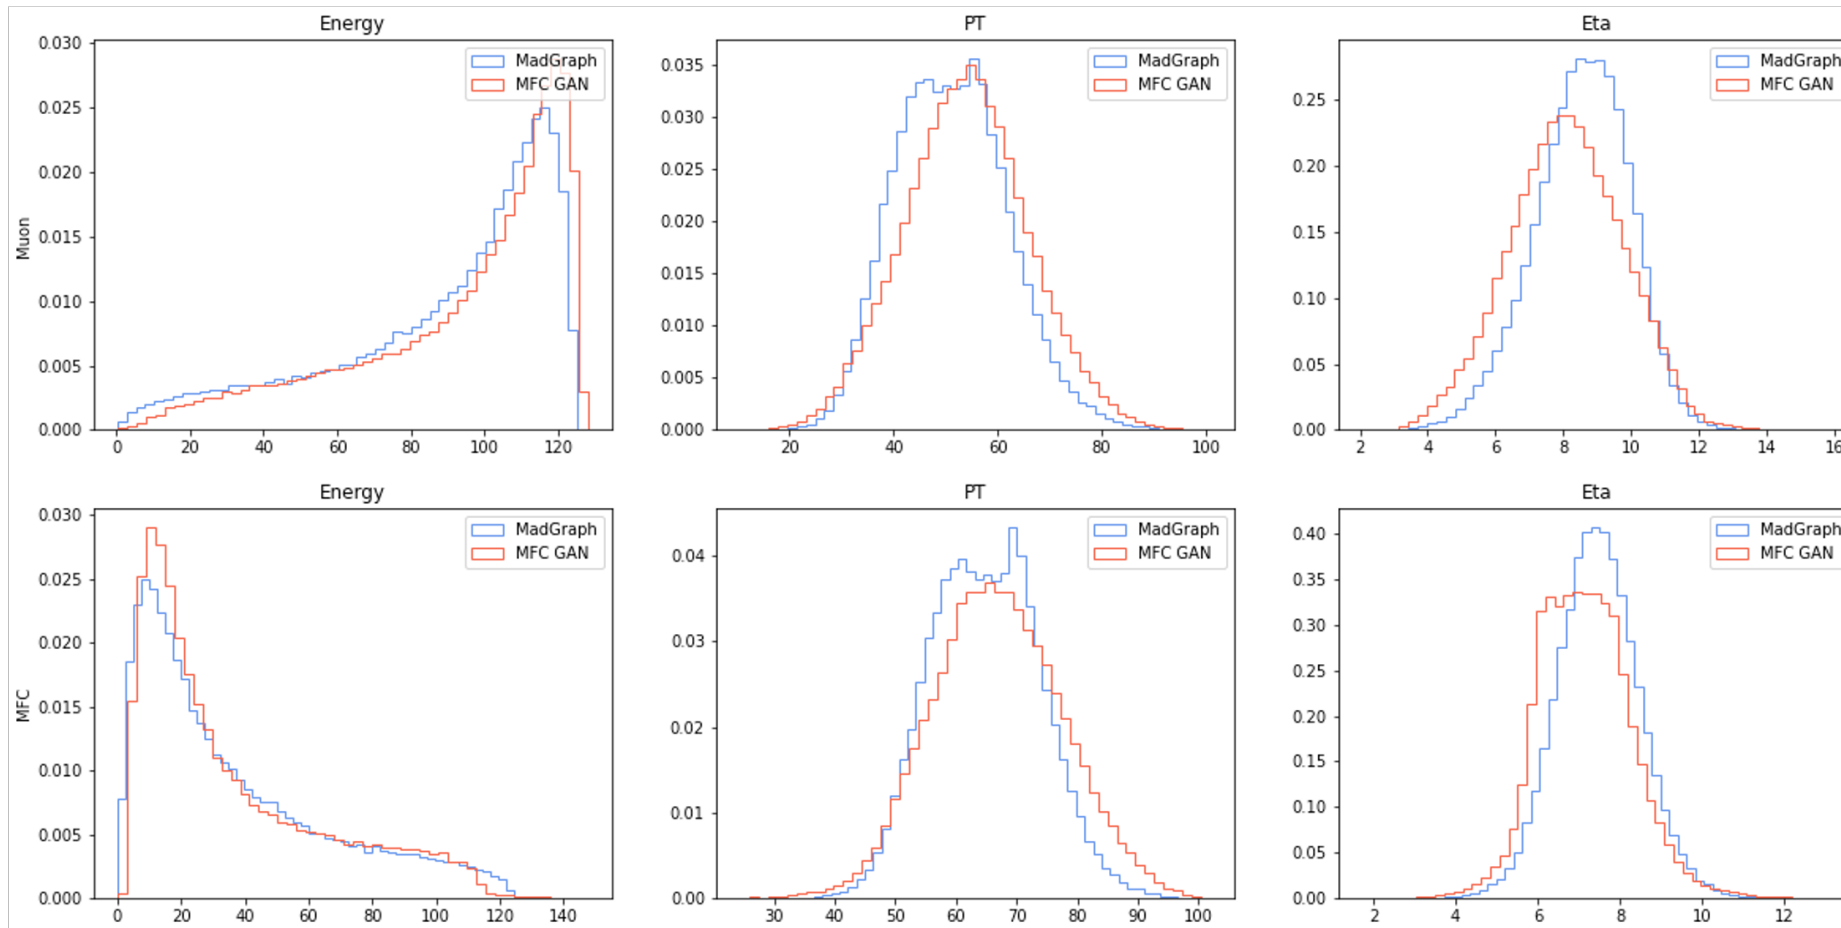 Energy
0.030
0.025
0.020
0.015
0.010
0.005
0.000
0 20 40 60 80 100 120
Muon
MadGraph
MFC GAN
PT
0.035
0.030
0.025
0.020
0.015
0.010
0.005
0.000
20 40 60 80 100
MadGraph
MFC GAN
Eta
0.25
0.20
0.15
0.10
0.05
0.00
2 4 6 8 10 12 14 16
MadGraph
MFC GAN
Energy
0.030
0.025
0.020
0.015
0.010
0.005
0.000
0 20 40 60 80 100 120 140
MFC
MadGraph
MFC GAN
PT
0.04
0.03
0.02
0.01
0.00
30 40 50 60 70 80 90 100
MadGraph
MFC GAN
Eta
0.40
0.35
0.30
0.25
0.20
0.15
0.10
0.05
0.00
2 4 6 8 10 12
MadGraph
MFC GAN